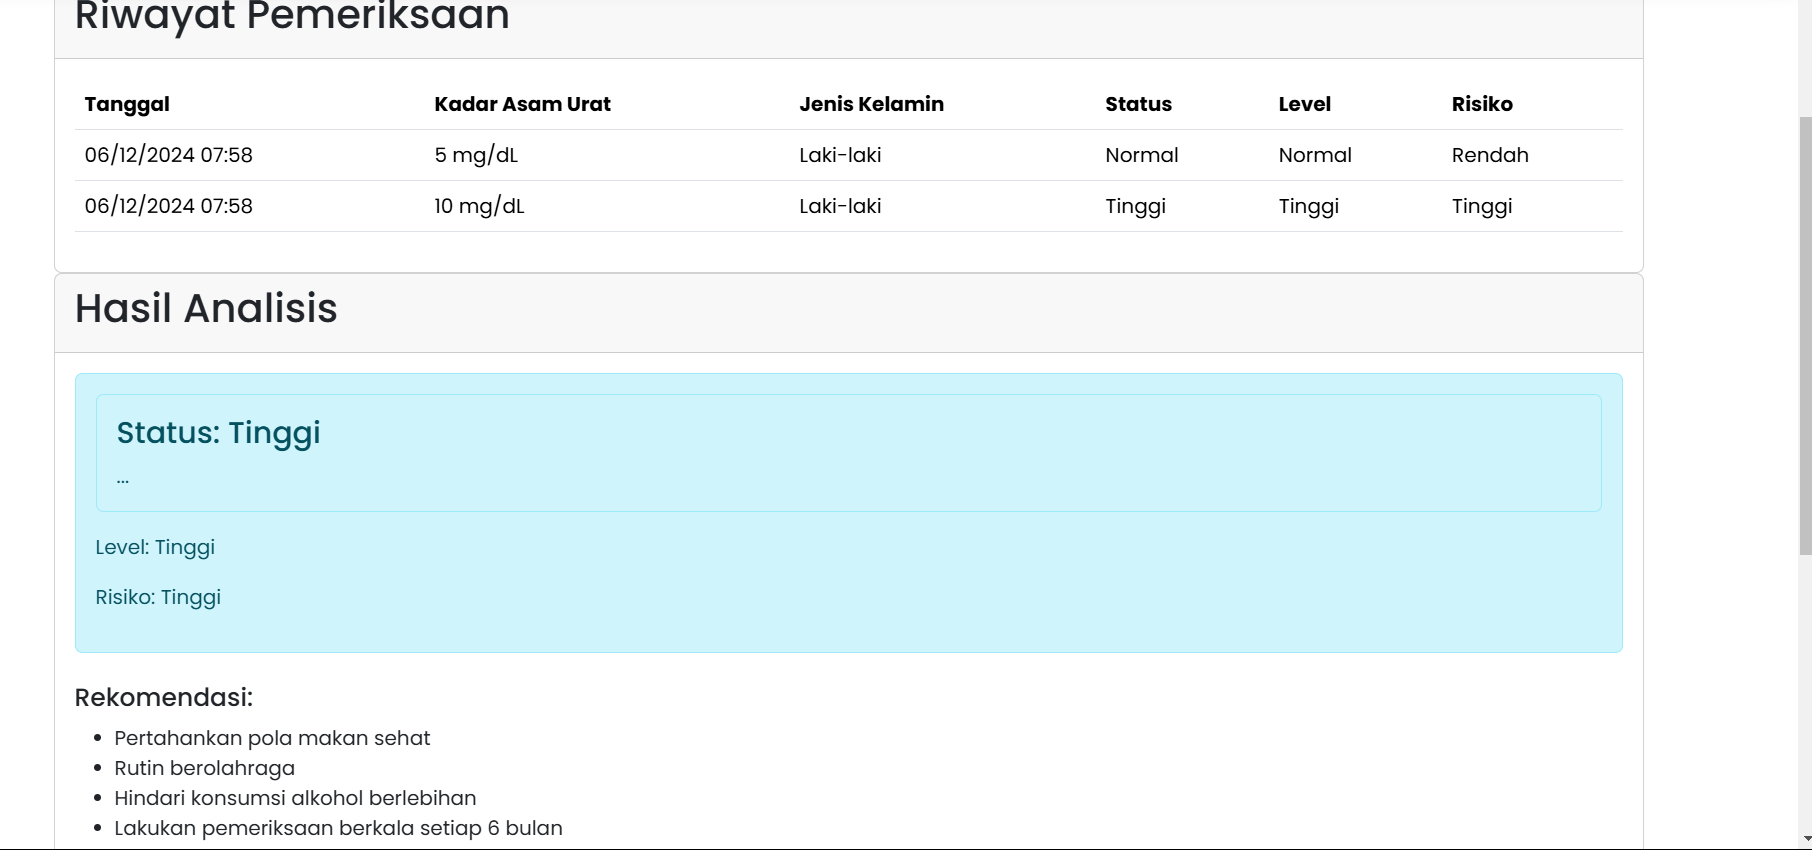 Riwayat Pemeriksaan
Tanggal Kadar Asam Urat Jenis Kelamin Status Level Risiko
06/12/2024 07:58 5 mg/dL Laki-laki Normal Normal Rendah
06/12/2024 07:58 10 mg/dL Laki-laki Tinggi Tinggi Tinggi
Hasil Analisis
Status: Tinggi
...
Level: Tinggi
Risiko: Tinggi
Rekomendasi:
• Pertahankan pola makan sehat
• Rutin berolahraga
• Hindari konsumsi alkohol berlebihan
• Lakukan pemeriksaan berkala setiap 6 bulan